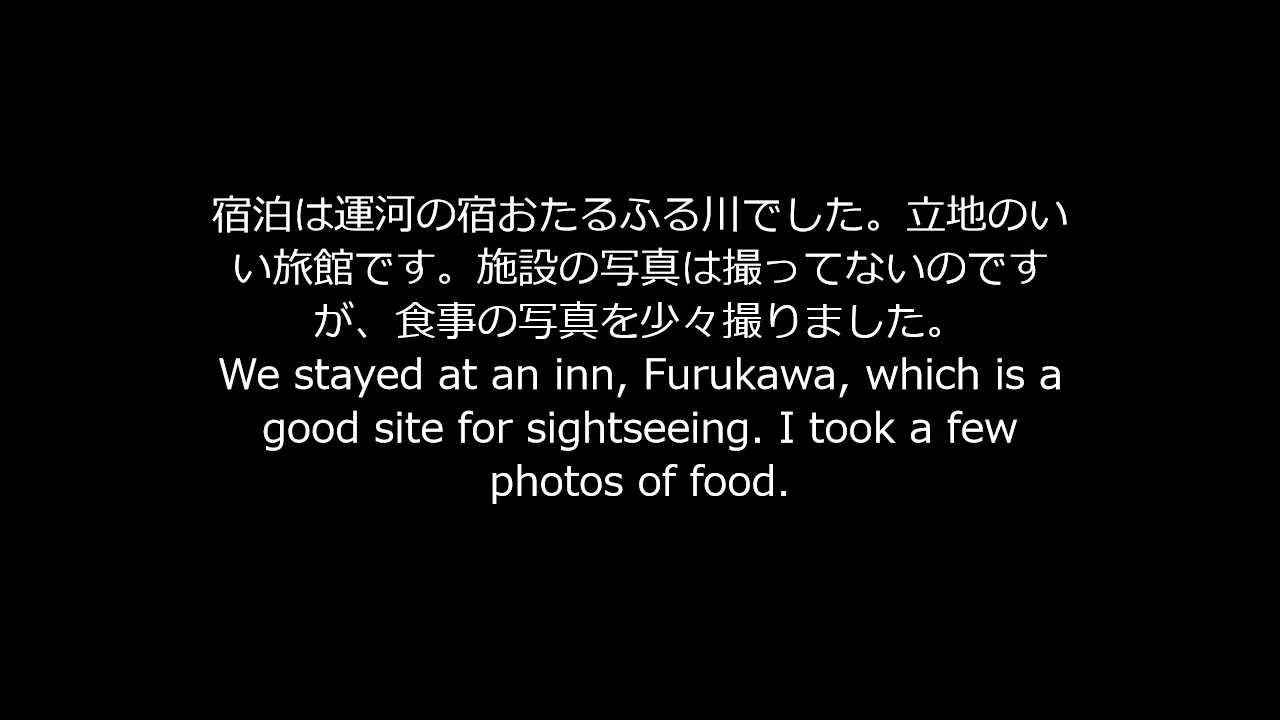 宿泊は運河の宿おたるふる川でした。立地のい
い旅館です。施設の写真は撮ってないのです
が、食事の写真を少々撮りました。
We stayed at an inn, Furukawa, which is a
good site for sightseeing. I took a few
photos of food.